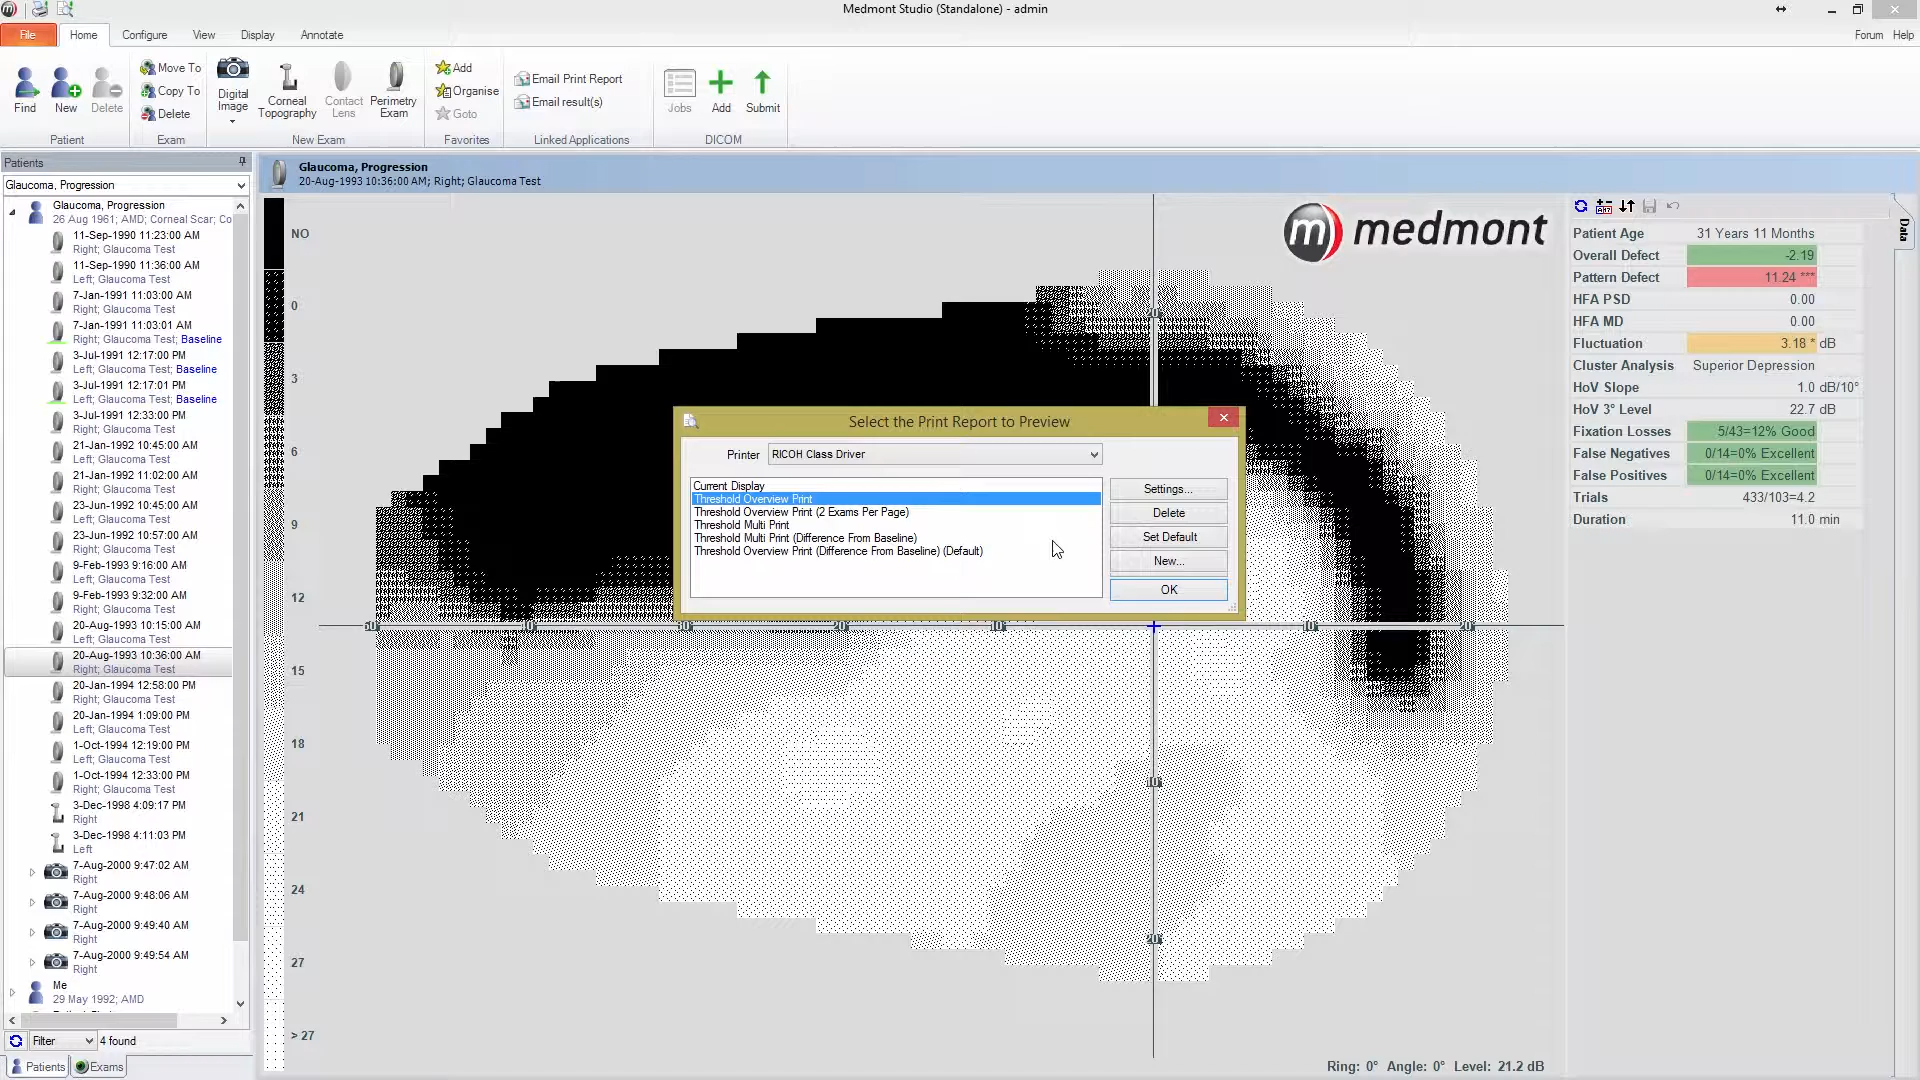 Medmont Studio (Standalone) - admin
File Home Configure View Display Annotate Forum Help
Find New Delete
Move To
Copy To
Delete
Digital Image
Corneal Topography
Contact Lens
Perimetry Exam
Add
Organise
Goto
Email Print Report
Email result(s)
Jobs Add Submit
Patient Exam New Exam Favorites Linked Applications DICOM
Patients
Glaucoma, Progression
Glaucoma, Progression
26 Aug 1961; AMD; Corneal Scar; Co
11-Sep-1990 11:23:00 AM
Right; Glaucoma Test
11-Sep-1990 11:36:00 AM
Left; Glaucoma Test
7-Jan-1991 11:03:00 AM
Right; Glaucoma Test
7-Jan-1991 11:03:01 AM
Right; Glaucoma Test; Baseline
3-Jul-1991 12:17:00 PM
Left; Glaucoma Test; Baseline
3-Jul-1991 12:17:01 PM
Left; Glaucoma Test; Baseline
3-Jul-1991 12:33:00 PM
Right; Glaucoma Test
21-Jan-1992 10:45:00 AM
Left; Glaucoma Test
21-Jan-1992 11:02:00 AM
Right; Glaucoma Test
23-Jun-1992 10:45:00 AM
Left; Glaucoma Test
23-Jun-1992 10:57:00 AM
Right; Glaucoma Test
9-Feb-1993 9:16:00 AM
Left; Glaucoma Test
9-Feb-1993 9:32:00 AM
Right; Glaucoma Test
20-Aug-1993 10:15:00 AM
Left; Glaucoma Test
20-Aug-1993 10:36:00 AM
Right; Glaucoma Test
20-Jan-1994 12:58:00 PM
Right; Glaucoma Test
20-Jan-1994 1:09:00 PM
Left; Glaucoma Test
1-Oct-1994 12:19:00 PM
Left; Glaucoma Test
1-Oct-1994 12:33:00 PM
Right; Glaucoma Test
3-Dec-1998 4:09:17 PM
Right
3-Dec-1998 4:11:03 PM
Left
7-Aug-2000 9:47:02 AM
Right
7-Aug-2000 9:48:06 AM
Right
7-Aug-2000 9:49:40 AM
Right
7-Aug-2000 9:49:54 AM
Right
Me
29 May 1992; AMD
Filter 4 found
Patients Exams
Glaucoma, Progression
20-Aug-1993 10:36:00 AM; Right; Glaucoma Test
NO
0
3
6
9
12
15
18
21
24
27
> 27
m medmont
20°
50° 30° 20° 10° 10° 20°
10°
20°
Select the Print Report to Preview
Printer RICOH Class Driver
Current Display
Threshold Overview Print
Threshold Overview Print (2 Exams Per Page)
Threshold Multi Print
Threshold Multi Print (Difference From Baseline)
Threshold Overview Print (Difference From Baseline) (Default)
Settings...
Delete
Set Default
New...
OK
Data
Patient Age 31 Years 11 Months
Overall Defect -2.19
Pattern Defect 11.24 ***
HFA PSD 0.00
HFA MD 0.00
Fluctuation 3.18 * dB
Cluster Analysis Superior Depression
HoV Slope 1.0 dB/10°
HoV 3° Level 22.7 dB
Fixation Losses 5/43=12% Good
False Negatives 0/14=0% Excellent
False Positives 0/14=0% Excellent
Trials 433/103=4.2
Duration 11.0 min
Ring: 0° Angle: 0° Level: 21.2 dB